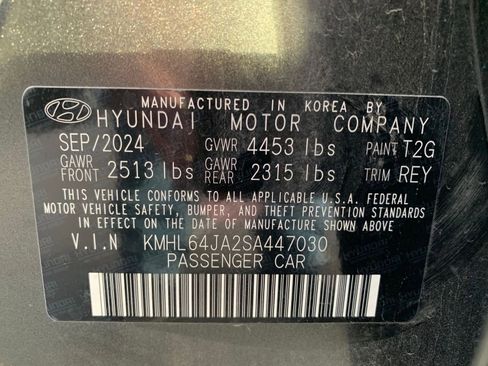 MANUFACTURED IN KOREA BY
HYUNDAI MOTOR COMPANY
SEP/2024 GVWR 4453 lbs PAINT T2G
GAWR FRONT 2513 lbs GAWR REAR 2315 lbs TRIM REY
THIS VEHICLE CONFORMS TO ALL APPLICABLE U.S.A. FEDERAL
MOTOR VEHICLE SAFETY, BUMPER, AND THEFT PREVENTION STANDARDS
IN EFFECT ON THE DATE OF MANUFACTURE SHOWN ABOVE
V.I.N KMHL64JA2SA447030
PASSENGER CAR